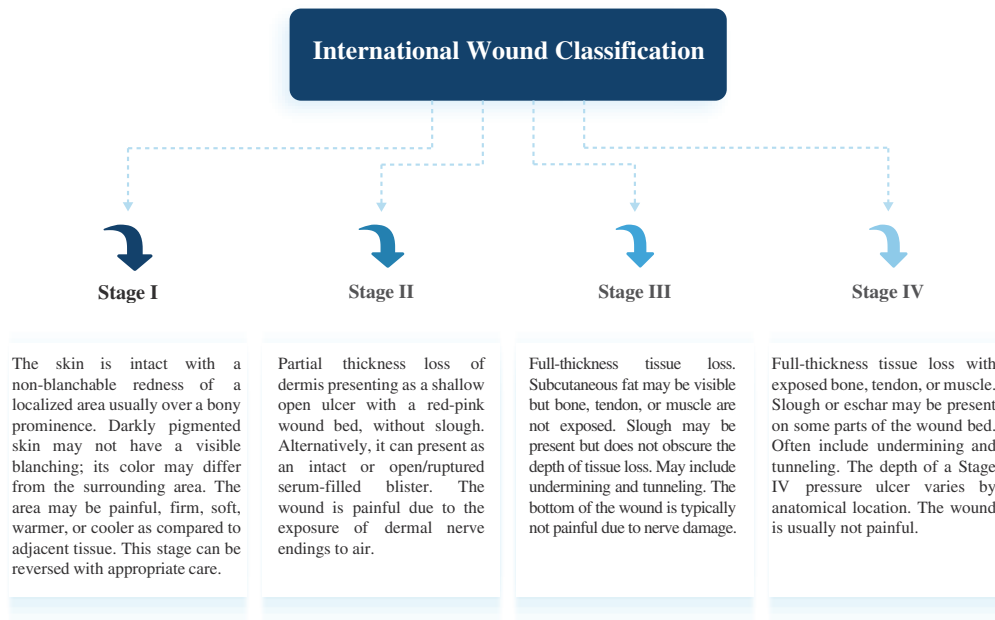 International Wound Classification
Stage I
Stage II
Stage III
Stage IV
The skin is intact with a
non-blanchable redness of a
localized area usually over a bony
prominence. Darkly pigmented
skin may not have a visible
blanching; its color may differ
from the surrounding area. The
area may be painful, firm, soft,
warmer, or cooler as compared to
adjacent tissue. This stage can be
reversed with appropriate care.
Partial thickness loss of
dermis presenting as a shallow
open ulcer with a red-pink
wound bed, without slough.
Alternatively, it can present as
an intact or open/ruptured
serum-filled blister. The
wound is painful due to the
exposure of dermal nerve
endings to air.
Full-thickness tissue loss.
Subcutaneous fat may be visible
but bone, tendon, or muscle are
not exposed. Slough may be
present but does not obscure the
depth of tissue loss. May include
undermining and tunneling. The
bottom of the wound is typically
not painful due to nerve damage.
Full-thickness tissue loss with
exposed bone, tendon, or muscle.
Slough or eschar may be present
on some parts of the wound bed.
Often include undermining and
tunneling. The depth of a Stage
IV pressure ulcer varies by
anatomical location. The wound
is usually not painful.